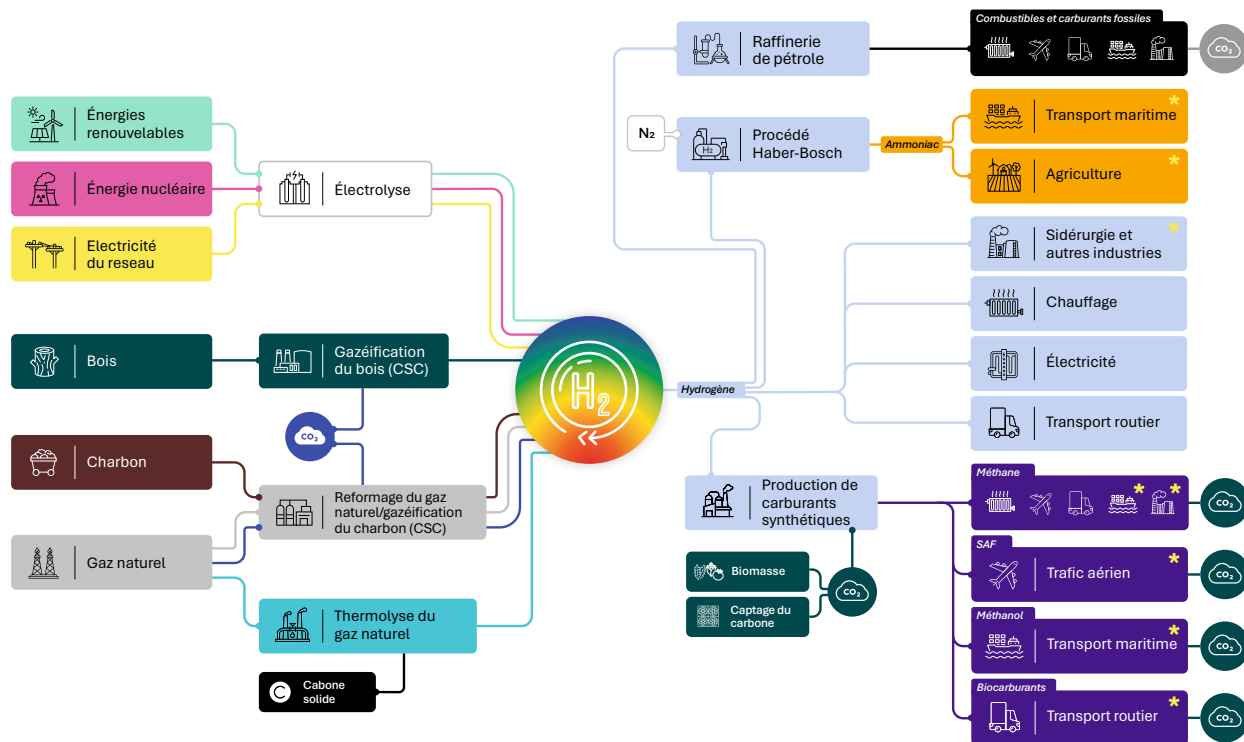 Énergies
renouvelables
Énergie nucléaire
Electricité
du reseau
Électrolyse
Bois
Gazéification
du bois (CSC)
CO₂
Charbon
Reformage du gaz
naturel/gazéification
du charbon (CSC)
Gaz naturel
Thermolyse du
gaz naturel
C
Cabone
solide
H₂
Hydrogène
Raffinerie
de pétrole
Combustibles et carburants fossiles
CO₂
N₂
H₂
Procédé
Haber-Bosch
Ammoniac
Transport maritime
*
Agriculture
*
Sidérurgie et
autres industries
*
Chauffage
Électricité
Transport routier
Production de
carburants
synthétiques
Biomasse
Captage du
carbone
CO₂
Méthane
* *
CO₂
SAF
Trafic aérien
*
CO₂
Méthanol
Transport maritime
*
CO₂
Biocarburants
Transport routier
*
CO₂